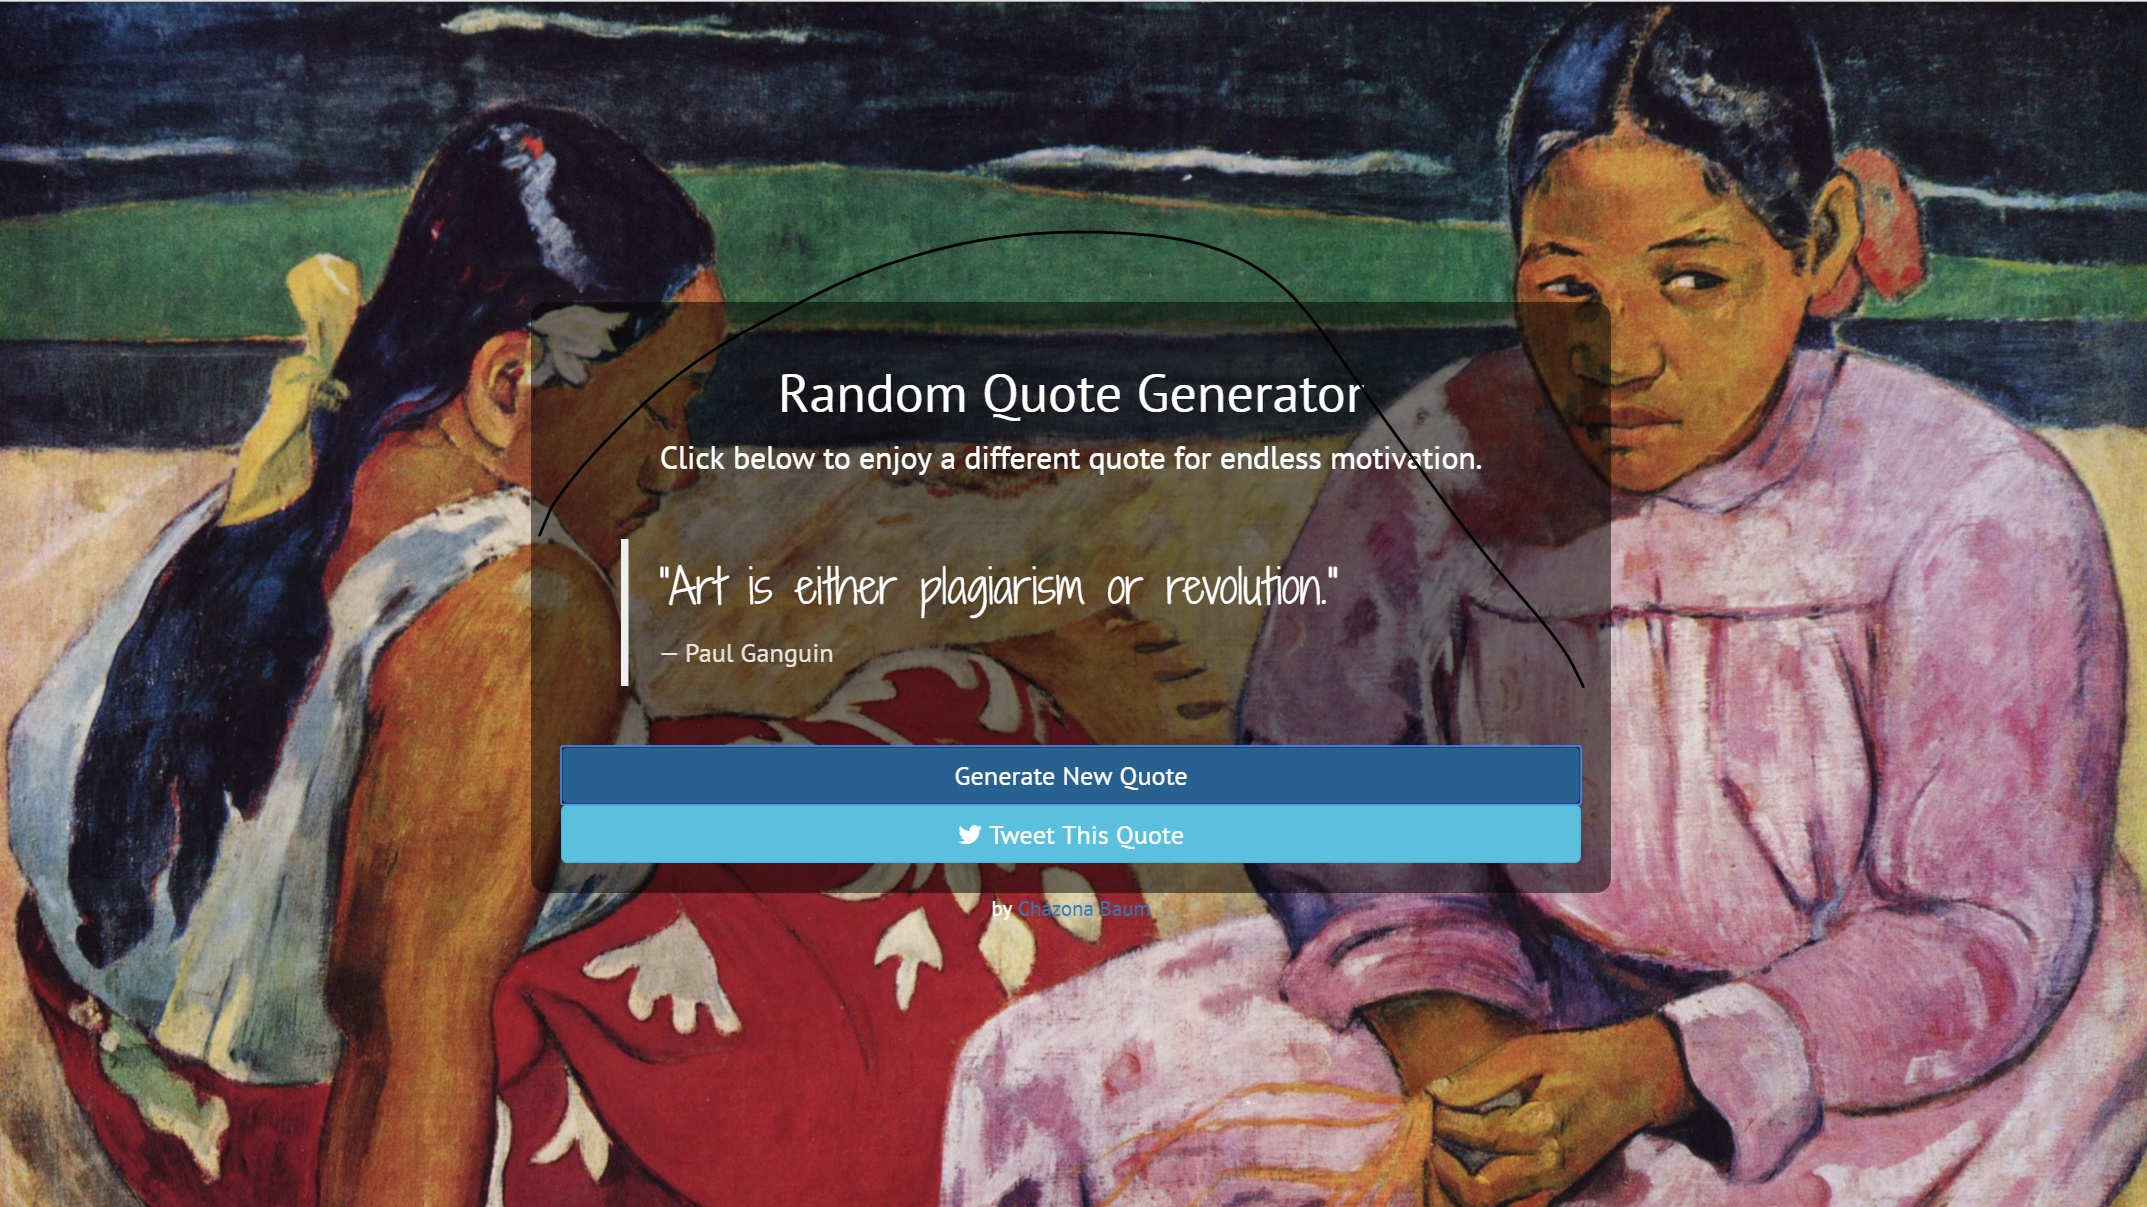 Random Quote Generator
Click below to enjoy a different quote for endless motivation.
"Art is either plagiarism or revolution."
— Paul Ganguin
Generate New Quote
Tweet This Quote
by Chazona Baum